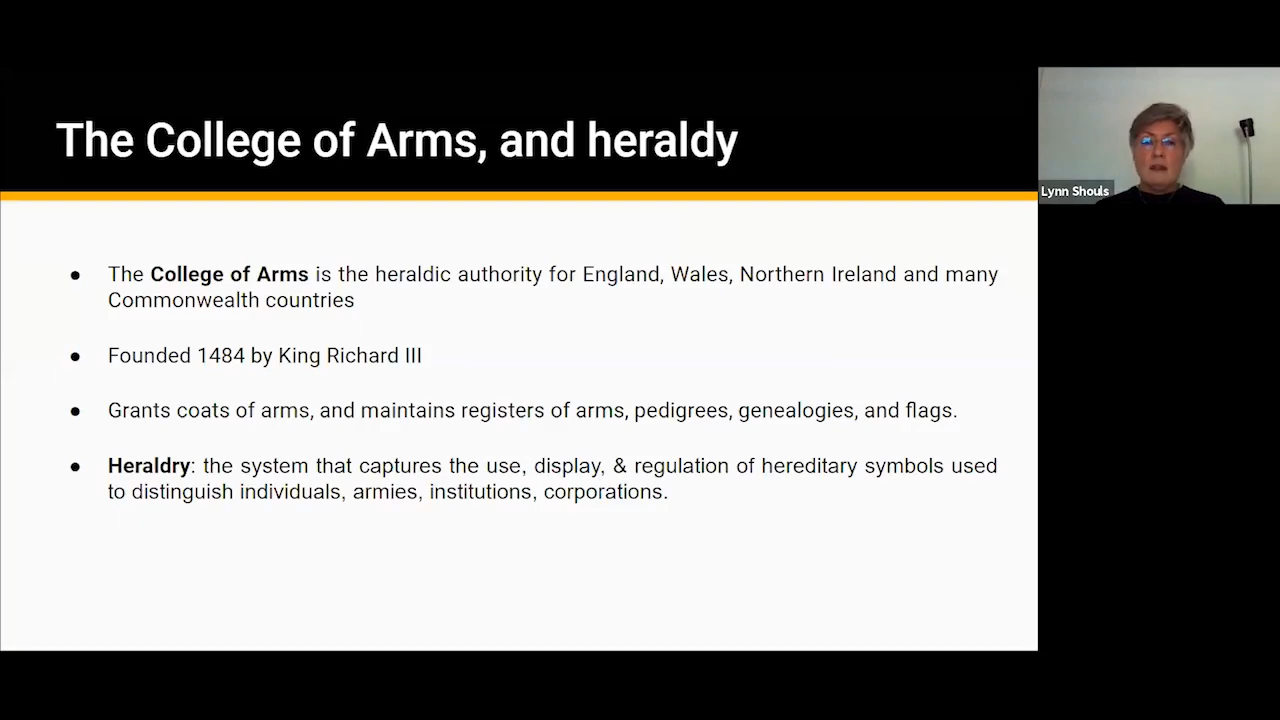 The College of Arms, and heraldy
Lynn Shouls
● The College of Arms is the heraldic authority for England, Wales, Northern Ireland and many
Commonwealth countries
● Founded 1484 by King Richard III
● Grants coats of arms, and maintains registers of arms, pedigrees, genealogies, and flags.
● Heraldry: the system that captures the use, display, & regulation of hereditary symbols used
to distinguish individuals, armies, institutions, corporations.